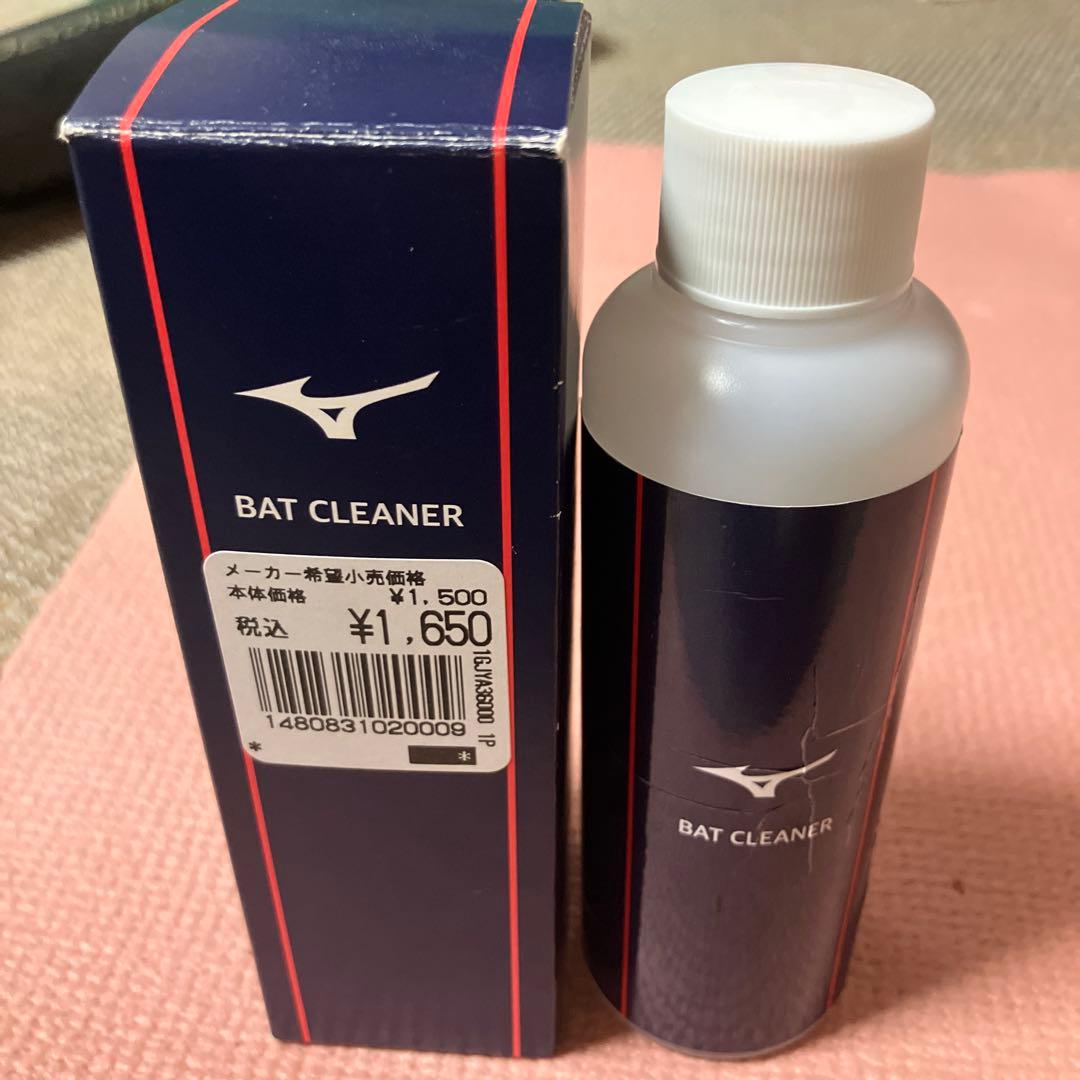 BAT CLEANER
メーカー希望小売価格
本体価格 ¥1,500
税込 ¥1,650
1GJYA36000 1P
1480831020009
* *
BAT CLEANER